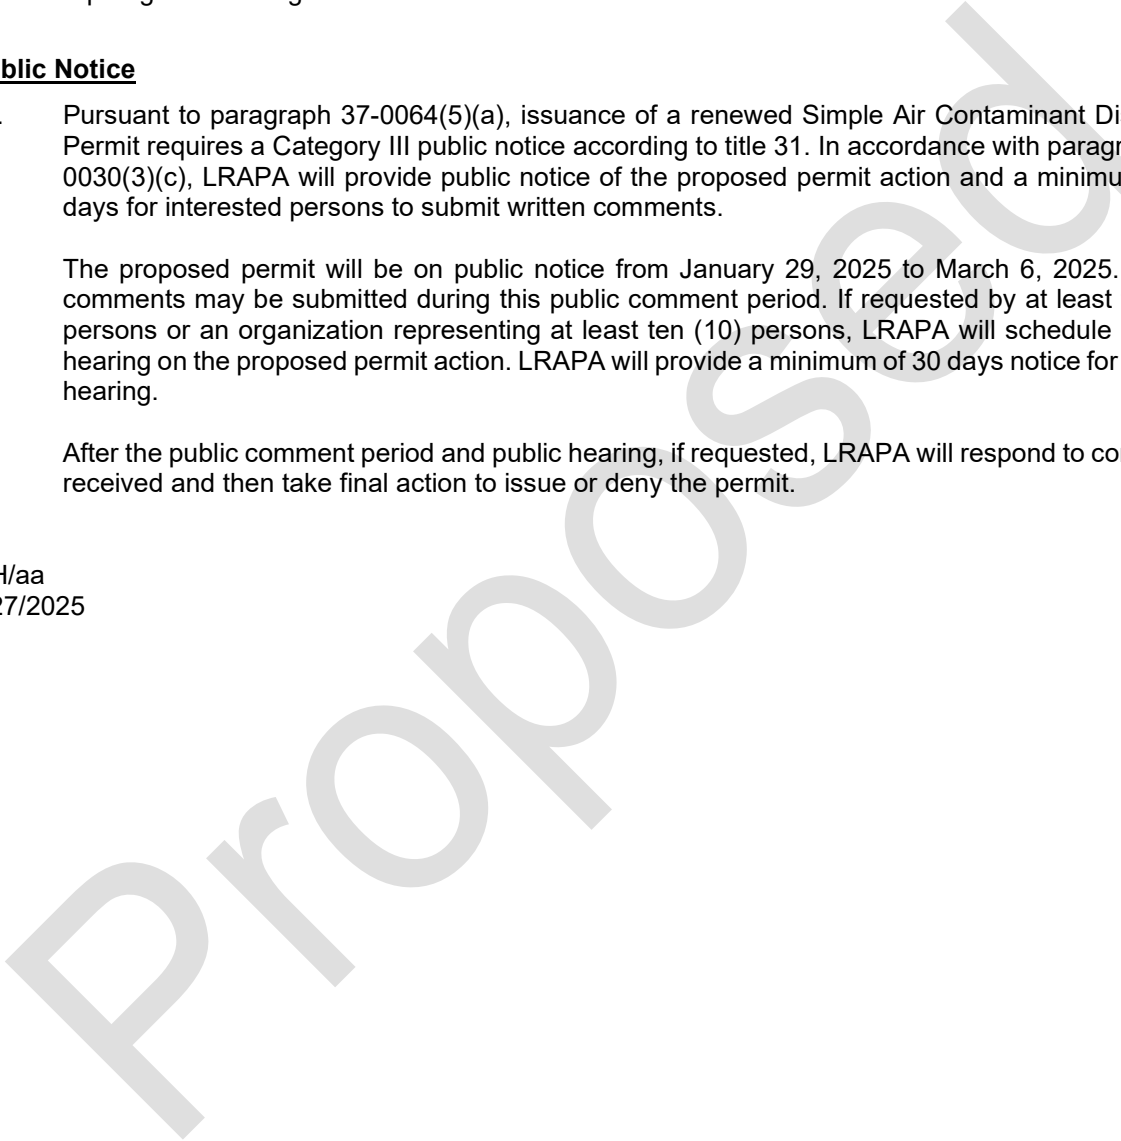 blic Notice
. Pursuant to paragraph 37-0064(5)(a), issuance of a renewed Simple Air Contaminant Di
Permit requires a Category III public notice according to title 31. In accordance with paragr
0030(3)(c), LRAPA will provide public notice of the proposed permit action and a minimu
days for interested persons to submit written comments.
The proposed permit will be on public notice from January 29, 2025 to March 6, 2025.
comments may be submitted during this public comment period. If requested by at least
persons or an organization representing at least ten (10) persons, LRAPA will schedule
hearing on the proposed permit action. LRAPA will provide a minimum of 30 days notice for
hearing.
After the public comment period and public hearing, if requested, LRAPA will respond to co
received and then take final action to issue or deny the permit.
H/aa
27/2025
Proposed